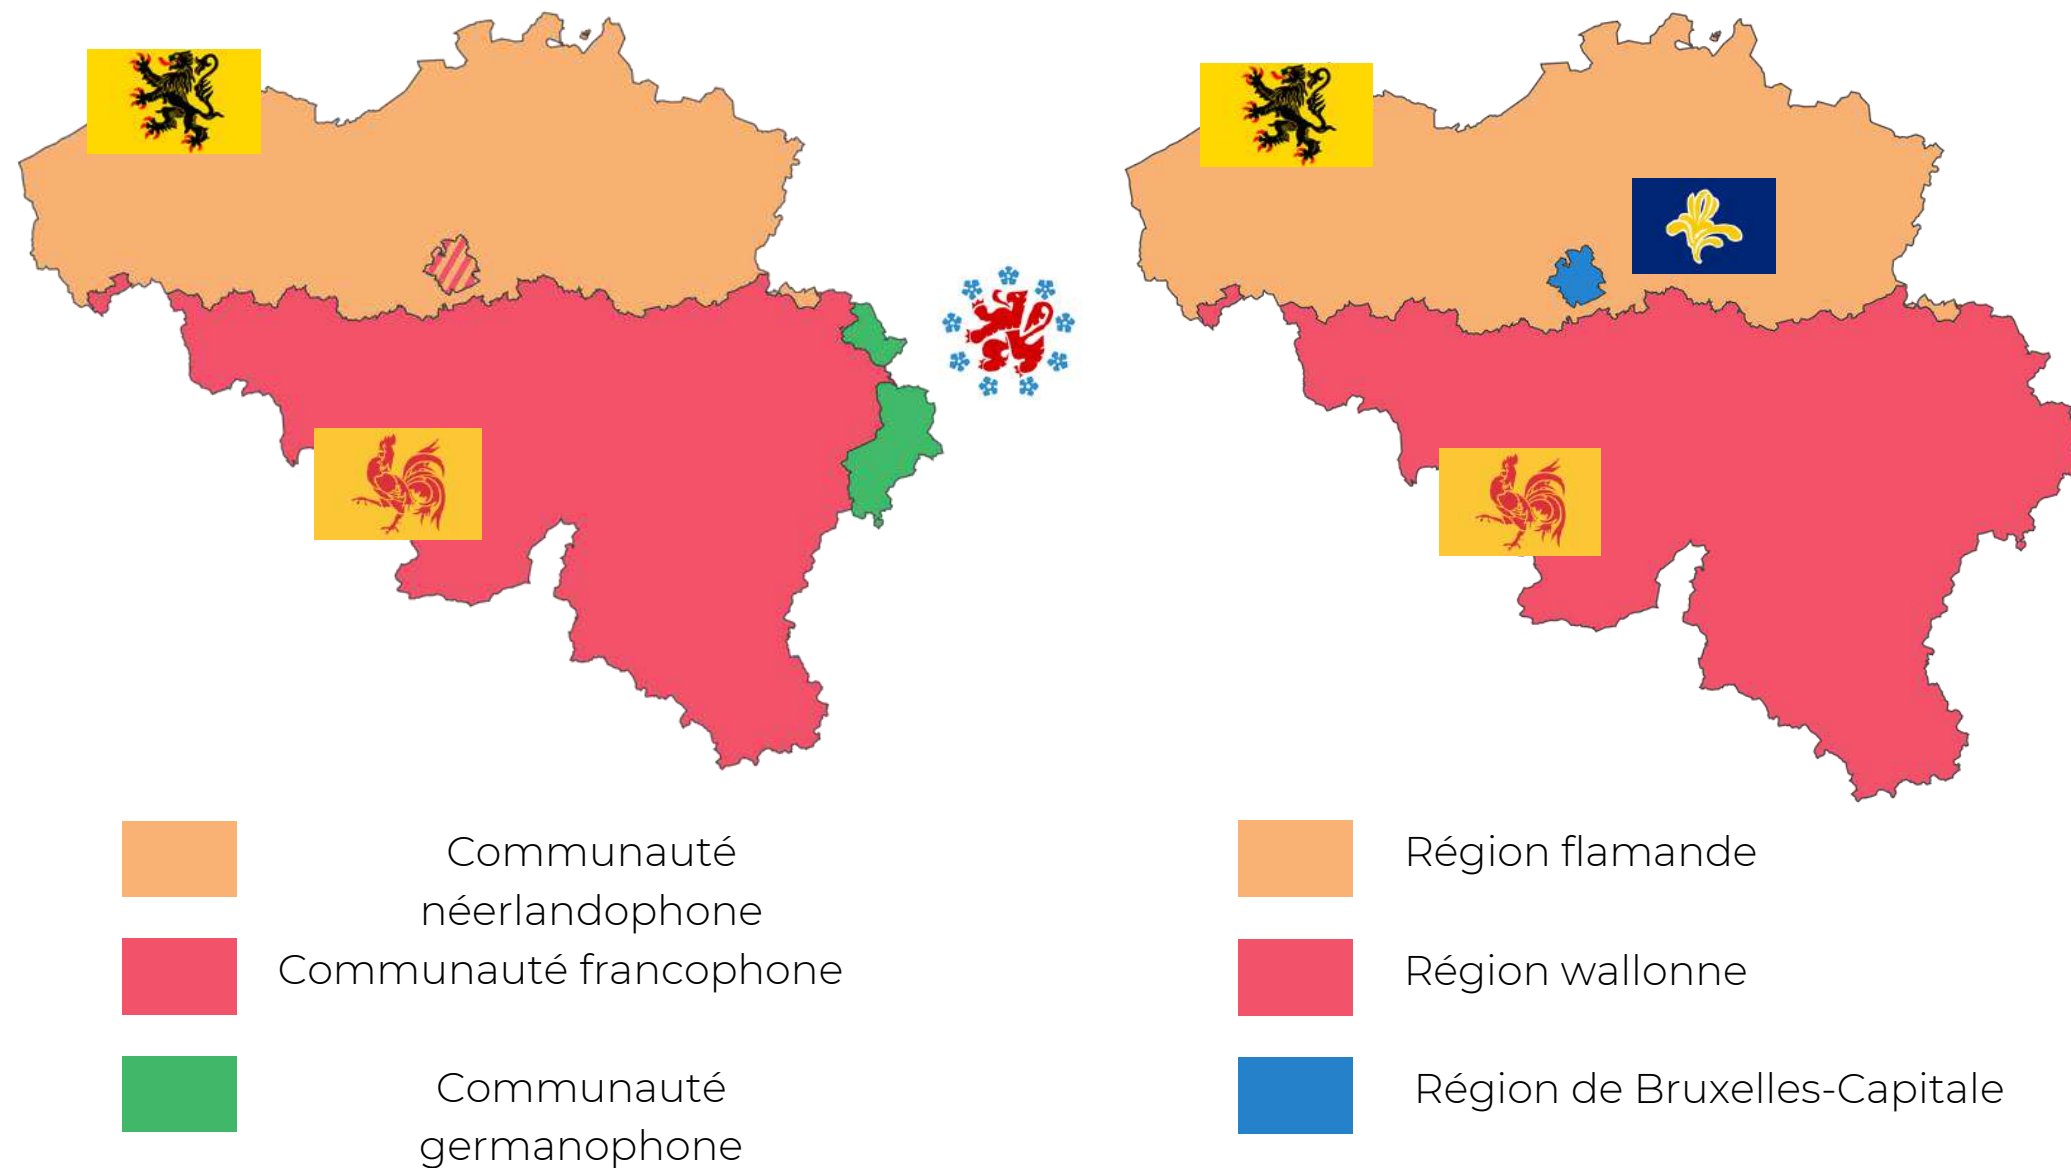 Communauté
néerlandophone
Communauté francophone
Communauté
germanophone
Région flamande
Région wallonne
Région de Bruxelles-Capitale